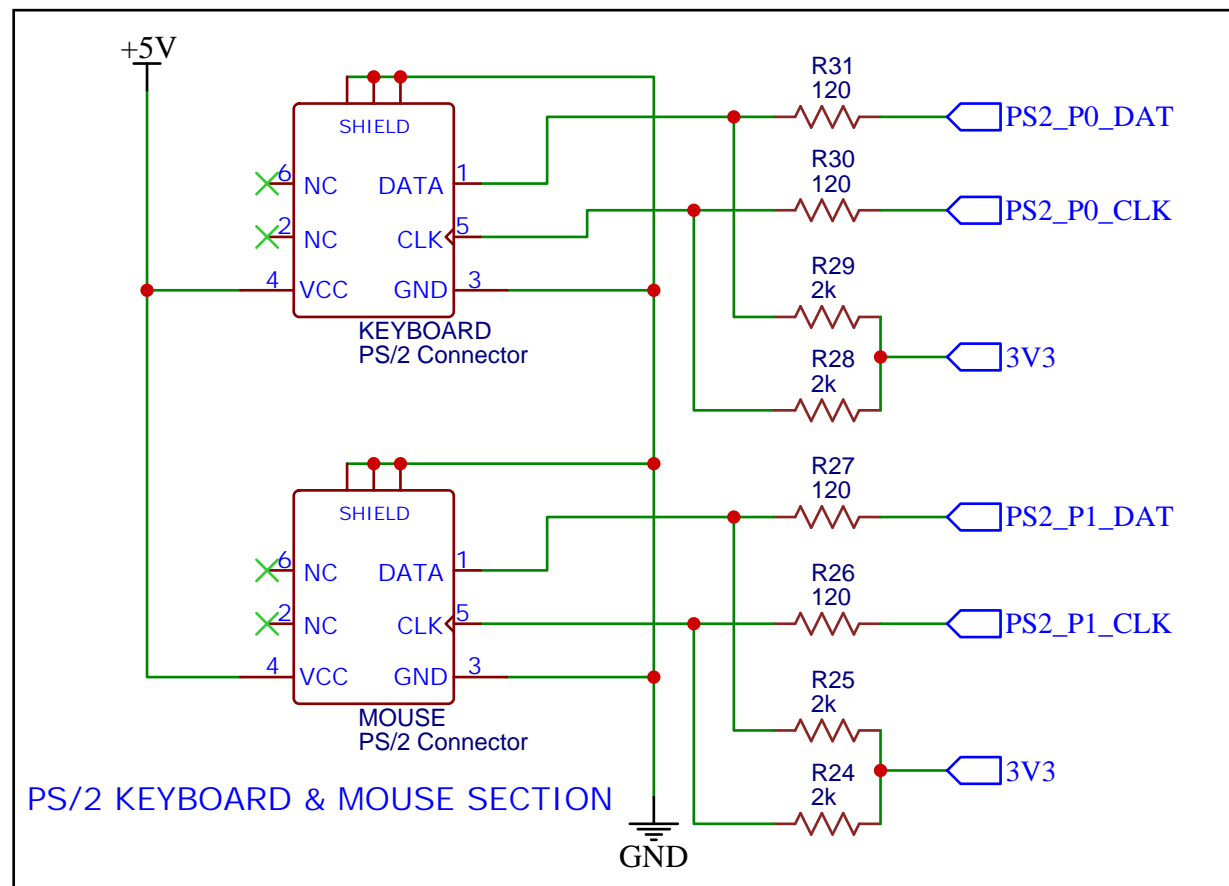 +5V
SHIELD
6 NC DATA 1
2 NC CLK 5
4 VCC GND 3
KEYBOARD
PS/2 Connector
R31
120
PS2_P0_DAT
R30
120
PS2_P0_CLK
R29
2k
R28
2k
3V3
SHIELD
6 NC DATA 1
2 NC CLK 5
4 VCC GND 3
MOUSE
PS/2 Connector
R27
120
PS2_P1_DAT
R26
120
PS2_P1_CLK
R25
2k
R24
2k
3V3
PS/2 KEYBOARD & MOUSE SECTION
GND